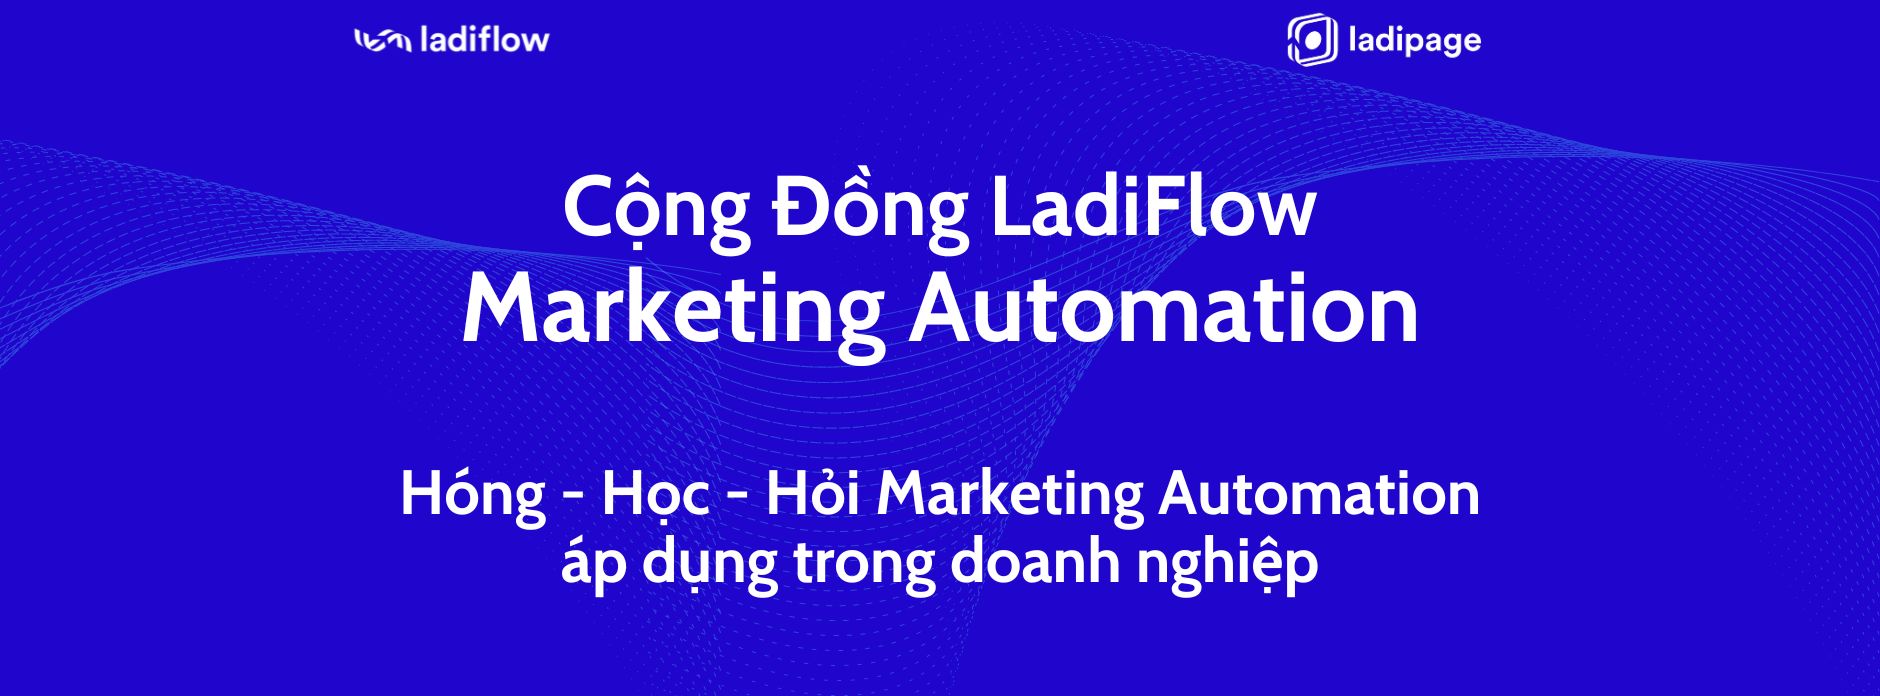 ladiflow
ladipage
Cộng Đồng LadiFlow
Marketing Automation
Hóng - Học - Hỏi Marketing Automation
áp dụng trong doanh nghiệp